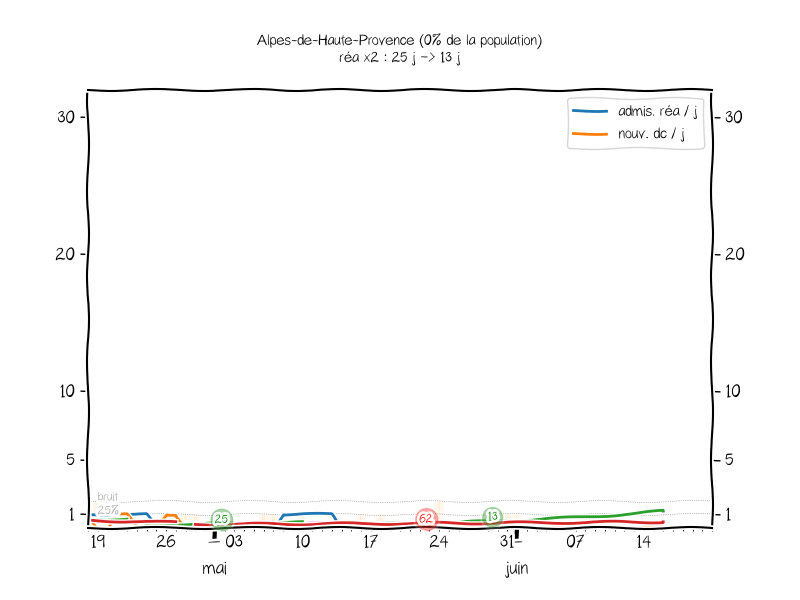 Alpes-de-Haute-Provence (0% de la population)
réa x2 : 25 j -> 13 j
admis. réa / j
nouv. dc / j
30 30
20 20
10 10
5 5
bruit
25%
1 1
25 62 13
19 26 03 10 17 24 31 07 14
mai juin